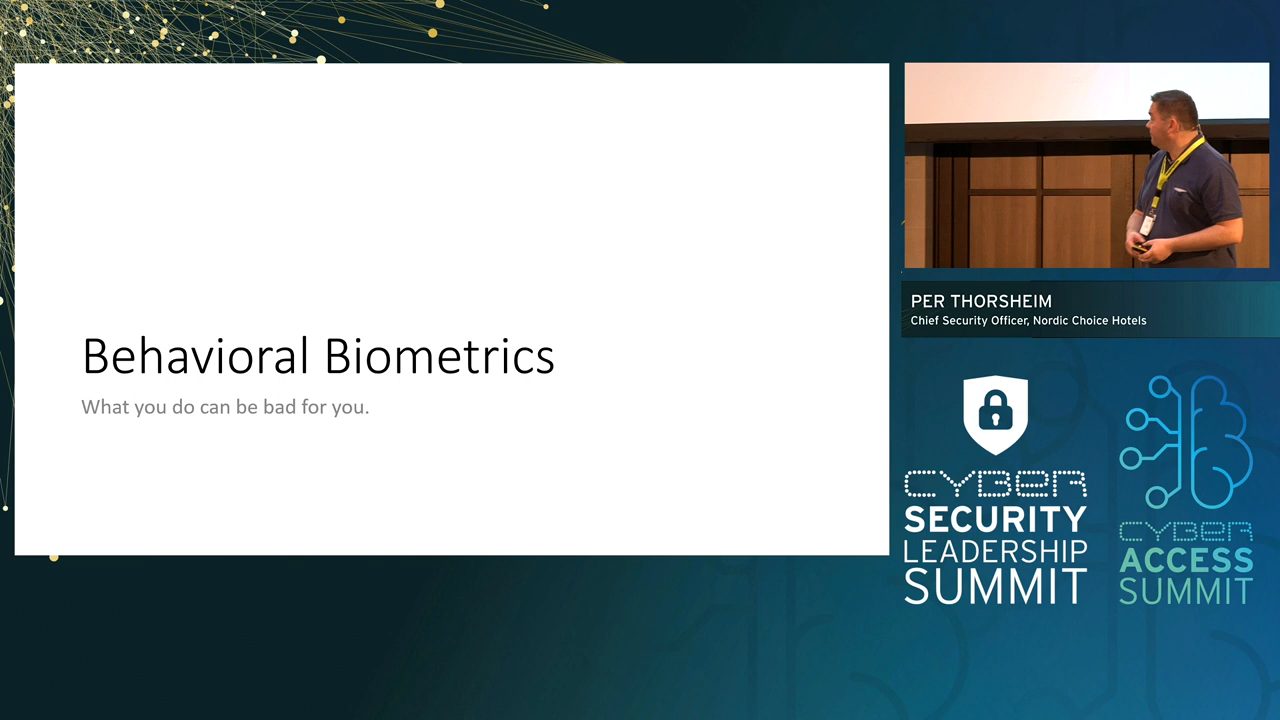 Behavioral Biometrics
What you do can be bad for you.
PER THORSHEIM
Chief Security Officer, Nordic Choice Hotels
CYBER
SECURITY
LEADERSHIP
SUMMIT
CYBER
ACCESS
SUMMIT